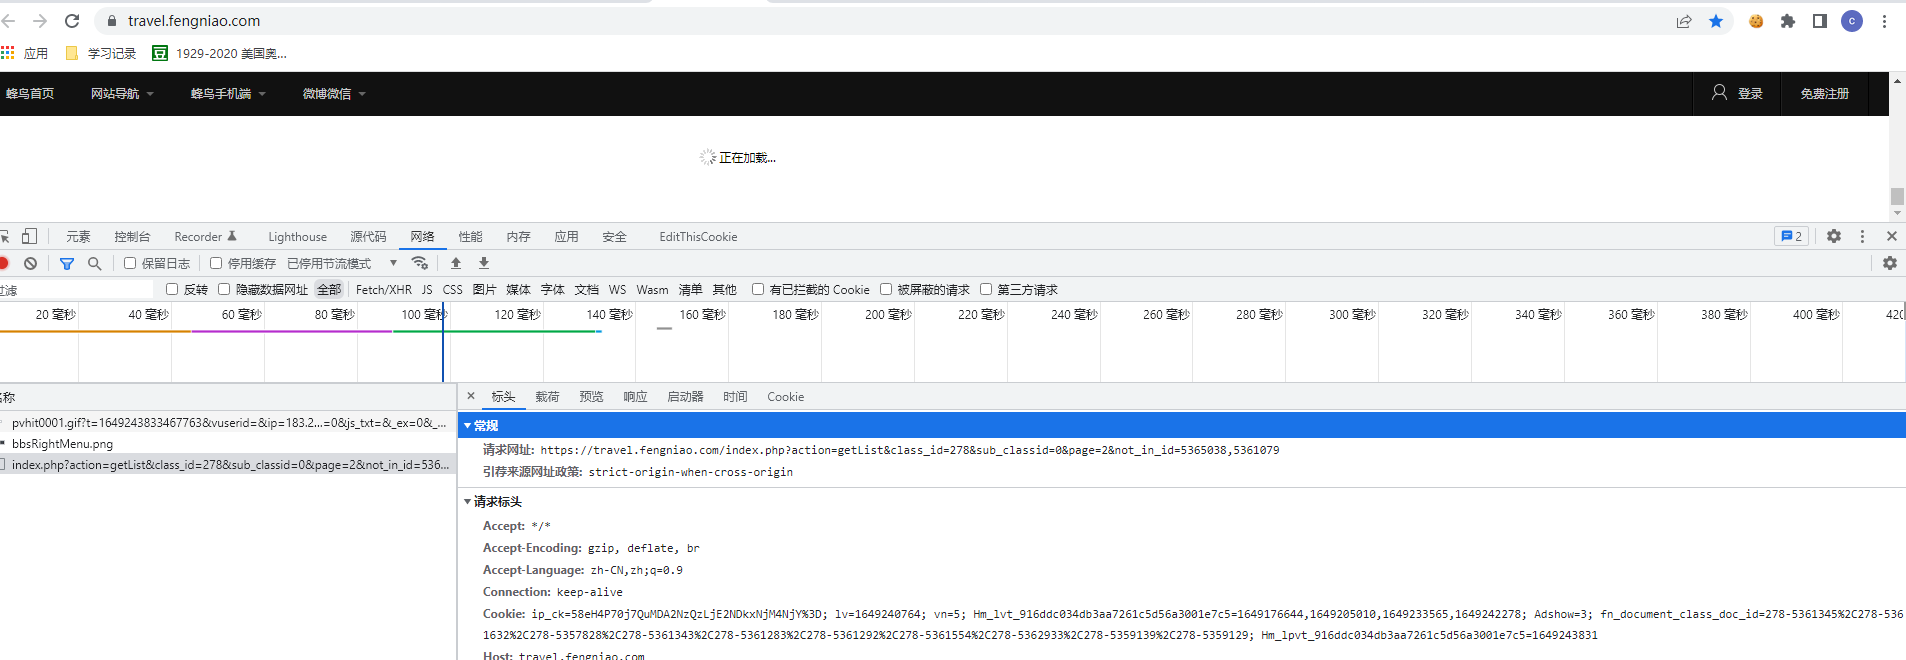 travel.fengniao.com
应用 学习记录 1929-2020 美国奥...
蜂鸟首页 网站导航 蜂鸟手机端 微博微信 登录 免费注册
正在加载...
元素 控制台 Recorder Lighthouse 源代码 网络 性能 内存 应用 安全 EditThisCookie 2
保留日志 停用缓存 已停用节流模式
过滤 反转 隐藏数据网址 全部 Fetch/XHR JS CSS 图片 媒体 字体 文档 WS Wasm 清单 其他 有已拦截的 Cookie 被屏蔽的请求 第三方请求
20 毫秒 40 毫秒 60 毫秒 80 毫秒 100 毫秒 120 毫秒 140 毫秒 160 毫秒 180 毫秒 200 毫秒 220 毫秒 240 毫秒 260 毫秒 280 毫秒 300 毫秒 320 毫秒 340 毫秒 360 毫秒 380 毫秒 400 毫秒 420
名称 × 标头 载荷 预览 响应 启动器 时间 Cookie
pvhit0001.gif?t=1649243833467763&vuserid=&ip=183.2...=0&js_txt=&_ex=0&_...
bbsRightMenu.png
index.php?action=getList&class_id=278&sub_classid=0&page=2&not_in_id=536...
常规
请求网址: https://travel.fengniao.com/index.php?action=getList&class_id=278&sub_classid=0&page=2&not_in_id=5365038,5361079
引荐来源网址政策: strict-origin-when-cross-origin
请求标头
Accept: */*
Accept-Encoding: gzip, deflate, br
Accept-Language: zh-CN,zh;q=0.9
Connection: keep-alive
Cookie: ip_ck=58eH4P70j7QuMDA2NzQzLjE2NDkxNjM4NjY%3D; lv=1649240764; vn=5; Hm_lvt_916ddc034db3aa7261c5d56a3001e7c5=1649176644,1649205010,1649233565,1649242278; Adshow=3; fn_document_class_doc_id=278-5361345%2C278-536
1632%2C278-5357828%2C278-5361343%2C278-5361283%2C278-5361292%2C278-5361554%2C278-5362933%2C278-5359139%2C278-5359129; Hm_lpvt_916ddc034db3aa7261c5d56a3001e7c5=1649243831
Host: travel.fengniao.com